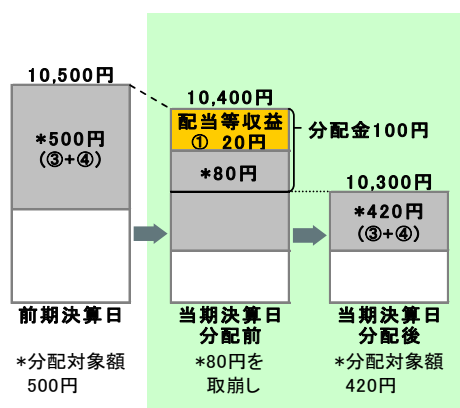 10,500円
*500円
(③+④)
前期決算日
*分配対象額
500円
10,400円
配当等収益
① 20円
*80円
分配金100円
当期決算日
分配前
*80円を
取崩し
10,300円
*420円
(③+④)
当期決算日
分配後
*分配対象額
420円